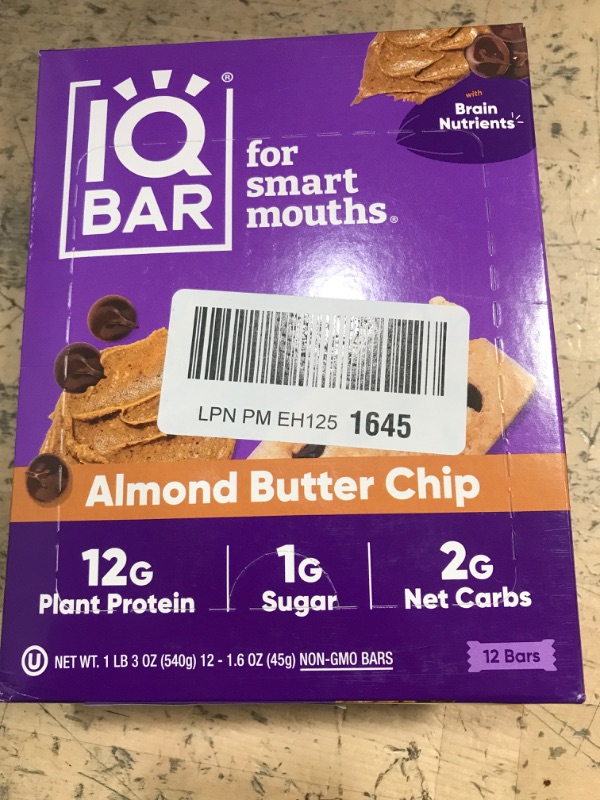 IQ
BAR
®
for
smart
mouths®
with
Brain
Nutrients
LPN PM EH125 1645
Almond Butter Chip
12G
Plant Protein
1G
Sugar
2G
Net Carbs
U NET WT. 1 LB 3 OZ (540g) 12 - 1.6 OZ (45g) NON-GMO BARS
12 Bars